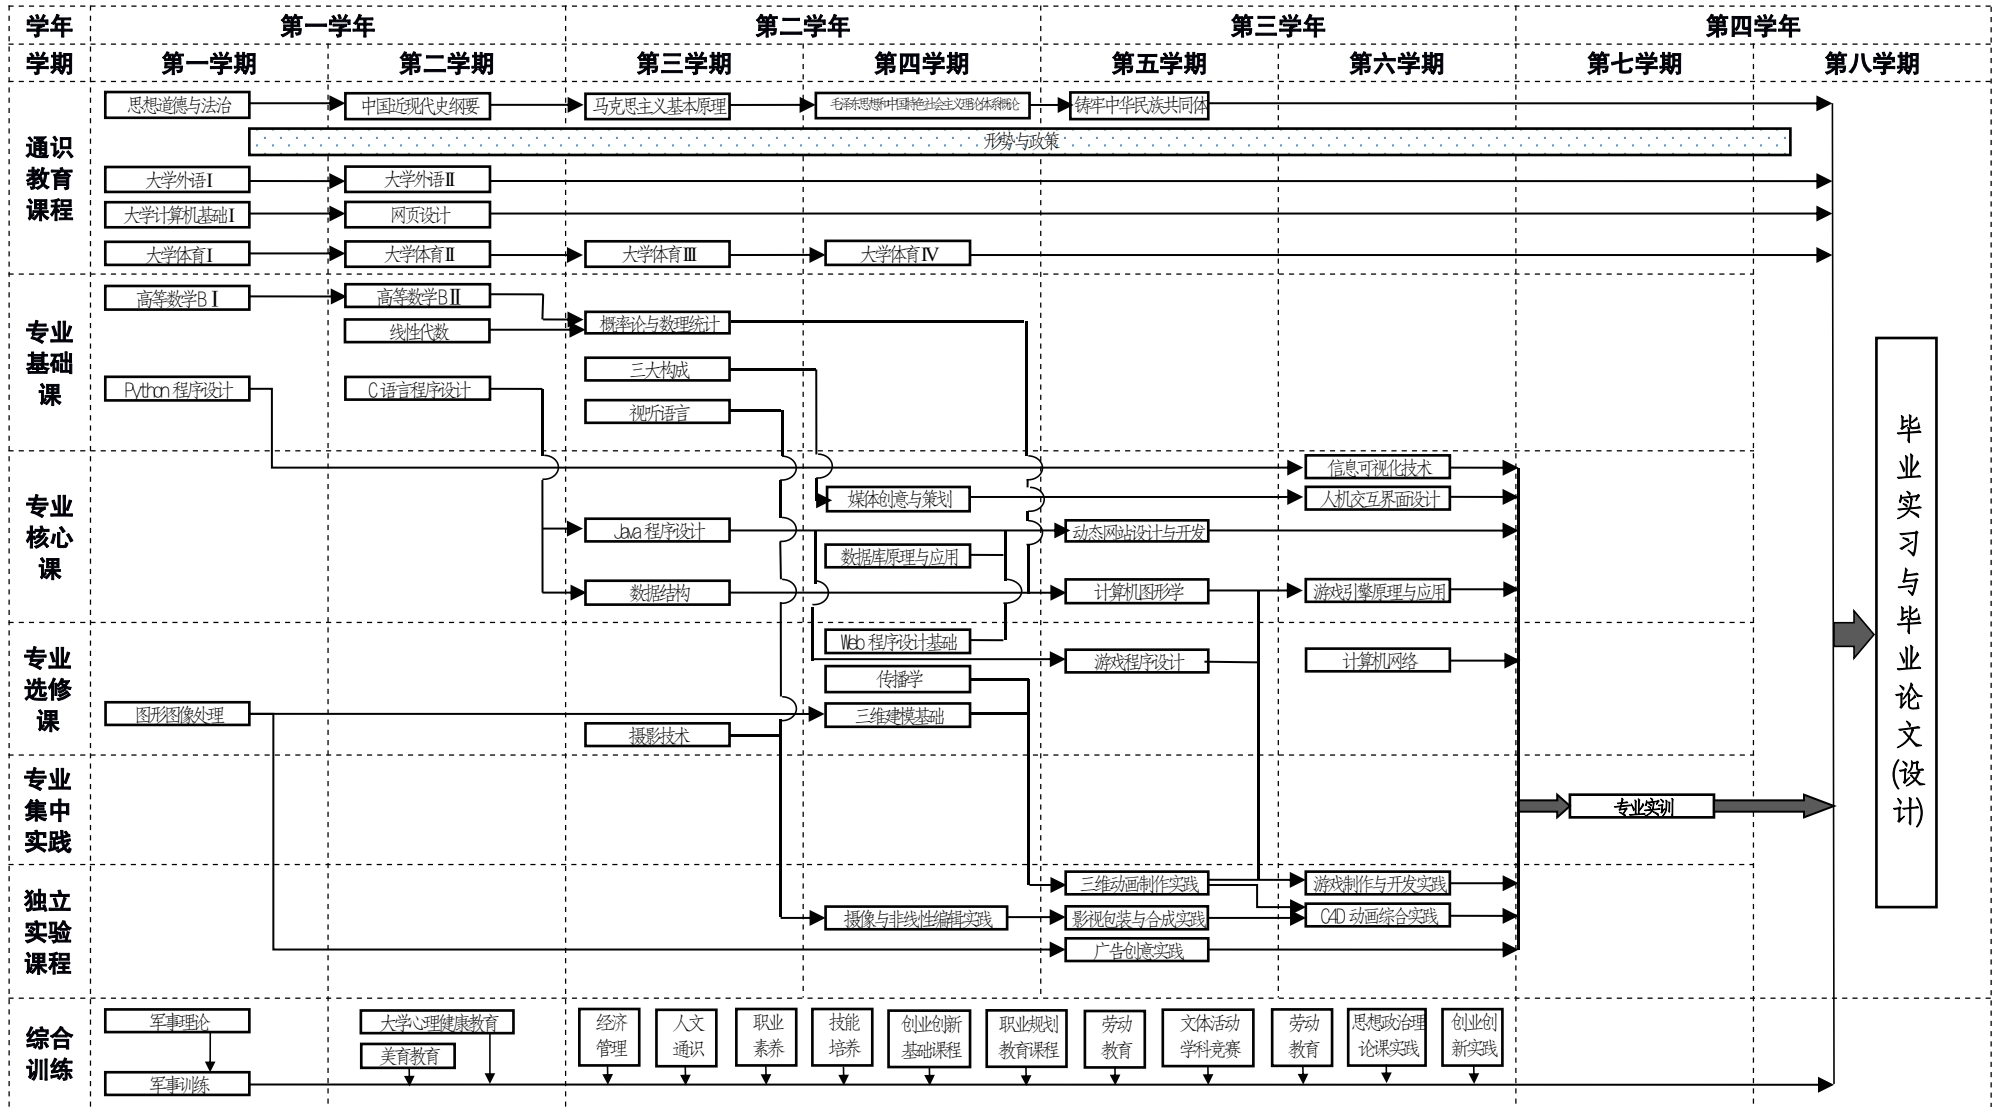 学年
第一学年
第二学年
第三学年
第四学年
学期
第一学期
第二学期
第三学期
第四学期
第五学期
第六学期
第七学期
第八学期
通识
教育
课程
思想道德与法治
中国近现代史纲要
马克思主义基本原理
毛泽东思想和中国特色社会主义理论体系概论
铸牢中华民族共同体
形势与政策
大学外语Ⅰ
大学外语Ⅱ
大学计算机基础Ⅰ
网页设计
大学体育Ⅰ
大学体育Ⅱ
大学体育Ⅲ
大学体育Ⅳ
专业
基础
课
高等数学BⅠ
高等数学BⅡ
线性代数
概率论与数理统计
三大构成
Python 程序设计
C 语言程序设计
视听语言
专业
核心
课
信息可视化技术
媒体创意与策划
人机交互界面设计
Java 程序设计
动态网站设计与开发
数据库原理与应用
数据结构
计算机图形学
游戏引擎原理与应用
专业
选修
课
Web 程序设计基础
游戏程序设计
计算机网络
传播学
图形图像处理
三维建模基础
摄影技术
专业
集中
实践
专业实训
独立
实验
课程
三维动画制作实践
游戏制作与开发实践
摄像与非线性编辑实践
影视包装与合成实践
CAD 动画综合实践
广告创意实践
综合
训练
军事理论
军事训练
大学心理健康教育
美育教育
经济
管理
人文
通识
职业
素养
技能
培养
创业创新
基础课程
职业规划
教育课程
劳动
教育
文体活动
学科竞赛
劳动
教育
思想政治理
论课实践
创业创
新实践
毕
业
实
习
与
毕
业
论
文
(设
计)